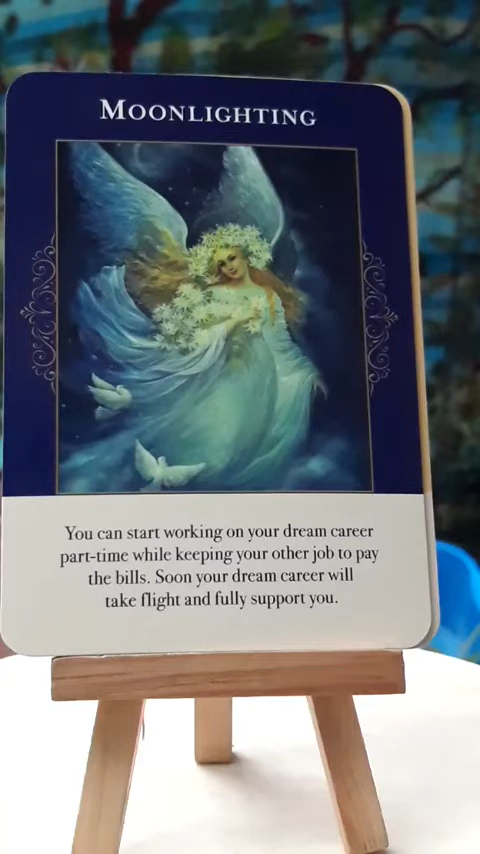 MOONLIGHTING
You can start working on your dream career
part-time while keeping your other job to pay
the bills. Soon your dream career will
take flight and fully support you.